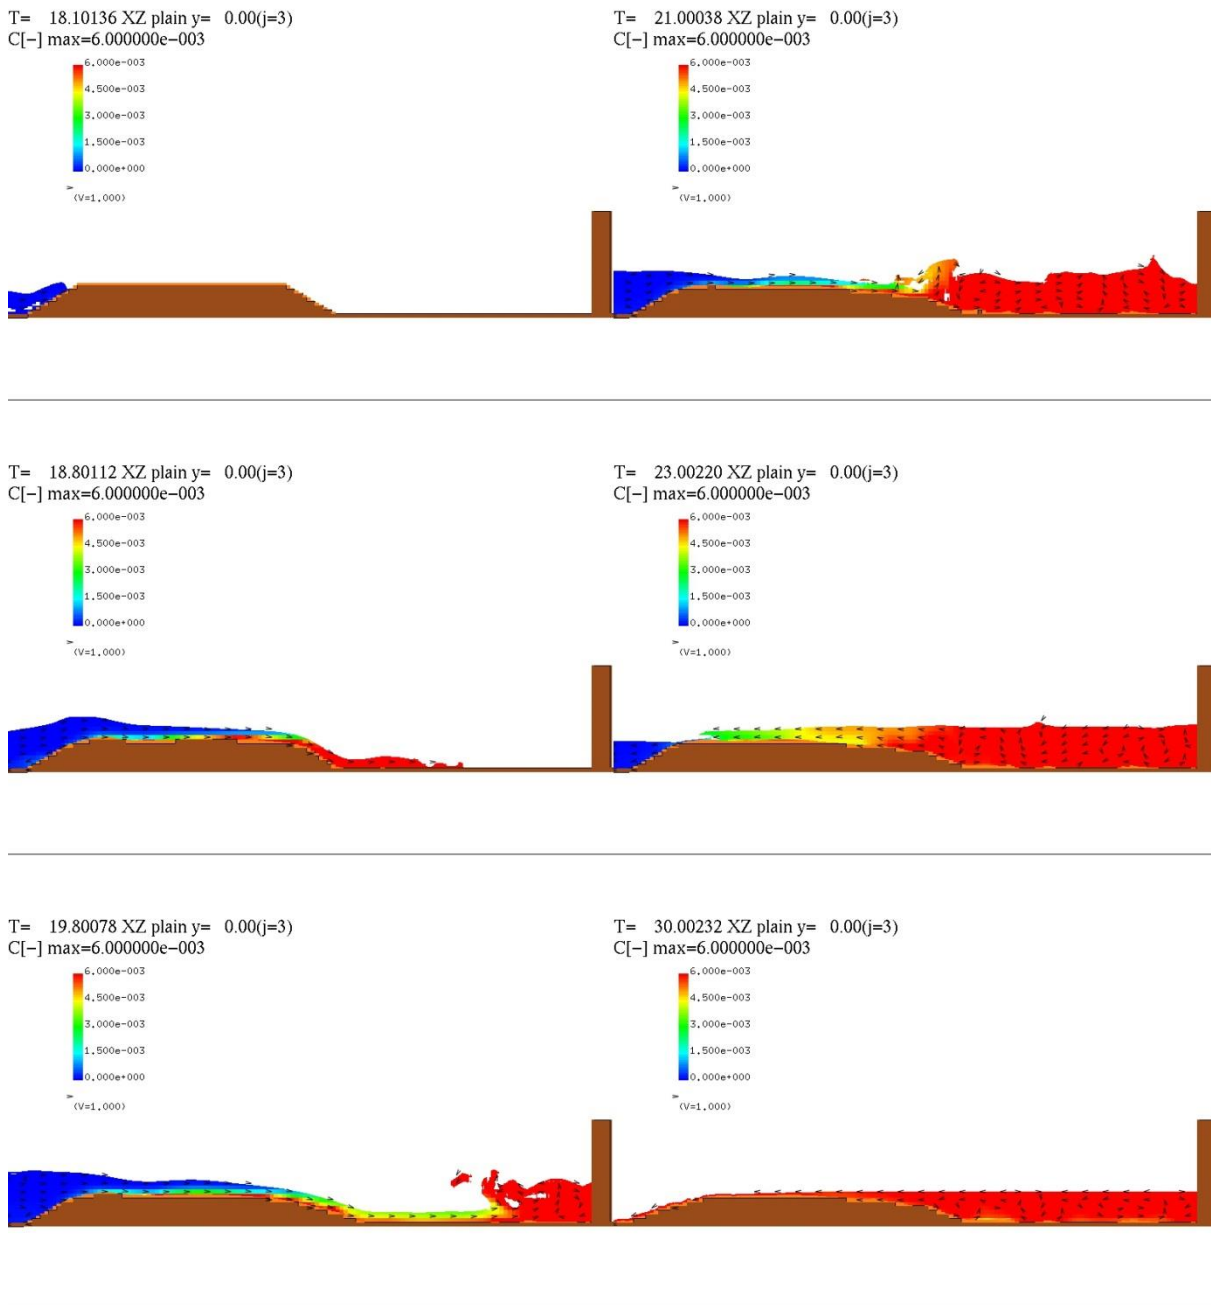 T= 18.10136 XZ plain y= 0.00(j=3)
C[−] max=6.000000e−003
6.000e-003
4.500e-003
3.000e-003
1.500e-003
0.000e+000
(V=1.000)
T= 21.00038 XZ plain y= 0.00(j=3)
C[−] max=6.000000e−003
6.000e-003
4.500e-003
3.000e-003
1.500e-003
0.000e+000
(V=1.000)
T= 18.80112 XZ plain y= 0.00(j=3)
C[−] max=6.000000e−003
6.000e-003
4.500e-003
3.000e-003
1.500e-003
0.000e+000
(V=1.000)
T= 23.00220 XZ plain y= 0.00(j=3)
C[−] max=6.000000e−003
6.000e-003
4.500e-003
3.000e-003
1.500e-003
0.000e+000
(V=1.000)
T= 19.80078 XZ plain y= 0.00(j=3)
C[−] max=6.000000e−003
6.000e-003
4.500e-003
3.000e-003
1.500e-003
0.000e+000
(V=1.000)
T= 30.00232 XZ plain y= 0.00(j=3)
C[−] max=6.000000e−003
6.000e-003
4.500e-003
3.000e-003
1.500e-003
0.000e+000
(V=1.000)